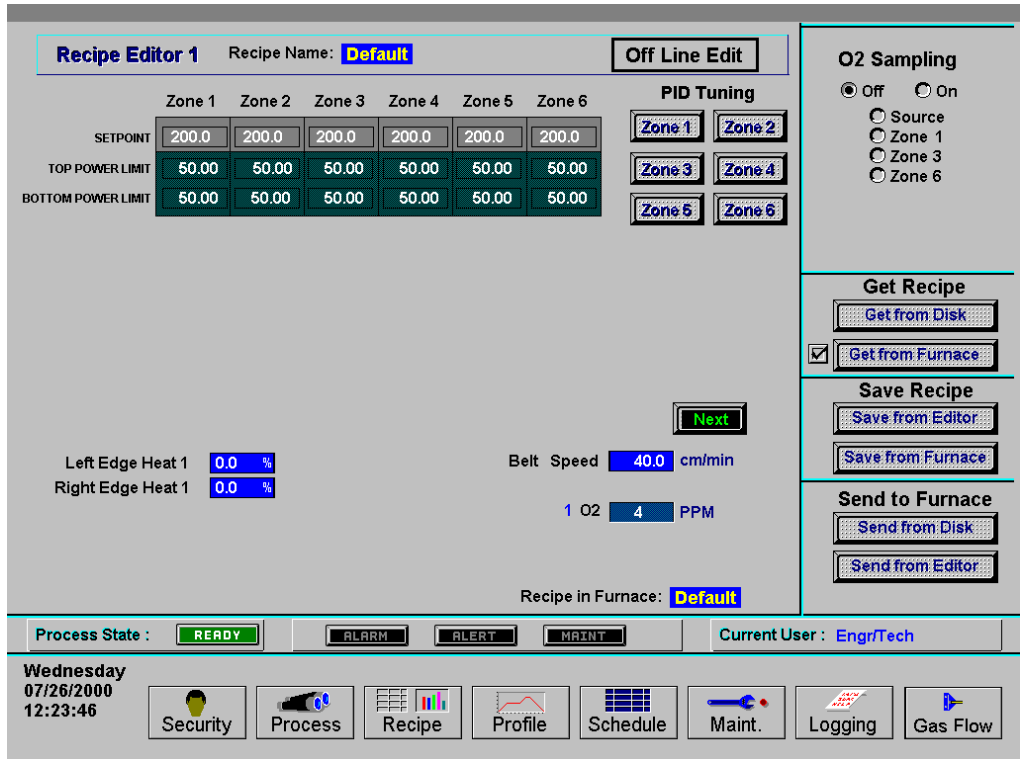 Recipe Editor 1 Recipe Name: Default Off Line Edit
Zone 1 Zone 2 Zone 3 Zone 4 Zone 5 Zone 6
SETPOINT 200.0 200.0 200.0 200.0 200.0 200.0
TOP POWER LIMIT 50.00 50.00 50.00 50.00 50.00 50.00
BOTTOM POWER LIMIT 50.00 50.00 50.00 50.00 50.00 50.00
PID Tuning
Zone 1 Zone 2
Zone 3 Zone 4
Zone 5 Zone 6
Next
Left Edge Heat 1 0.0 %
Right Edge Heat 1 0.0 %
Belt Speed 40.0 cm/min
1 O2 4 PPM
Recipe in Furnace: Default
O2 Sampling
Off On
Source
Zone 1
Zone 3
Zone 6
Get Recipe
Get from Disk
Get from Furnace
Save Recipe
Save from Editor
Save from Furnace
Send to Furnace
Send from Disk
Send from Editor
Process State : READY ALARM ALERT MAINT Current User : Engr/Tech
Wednesday
07/26/2000
12:23:46
Security Process Recipe Profile Schedule Maint. Logging Gas Flow